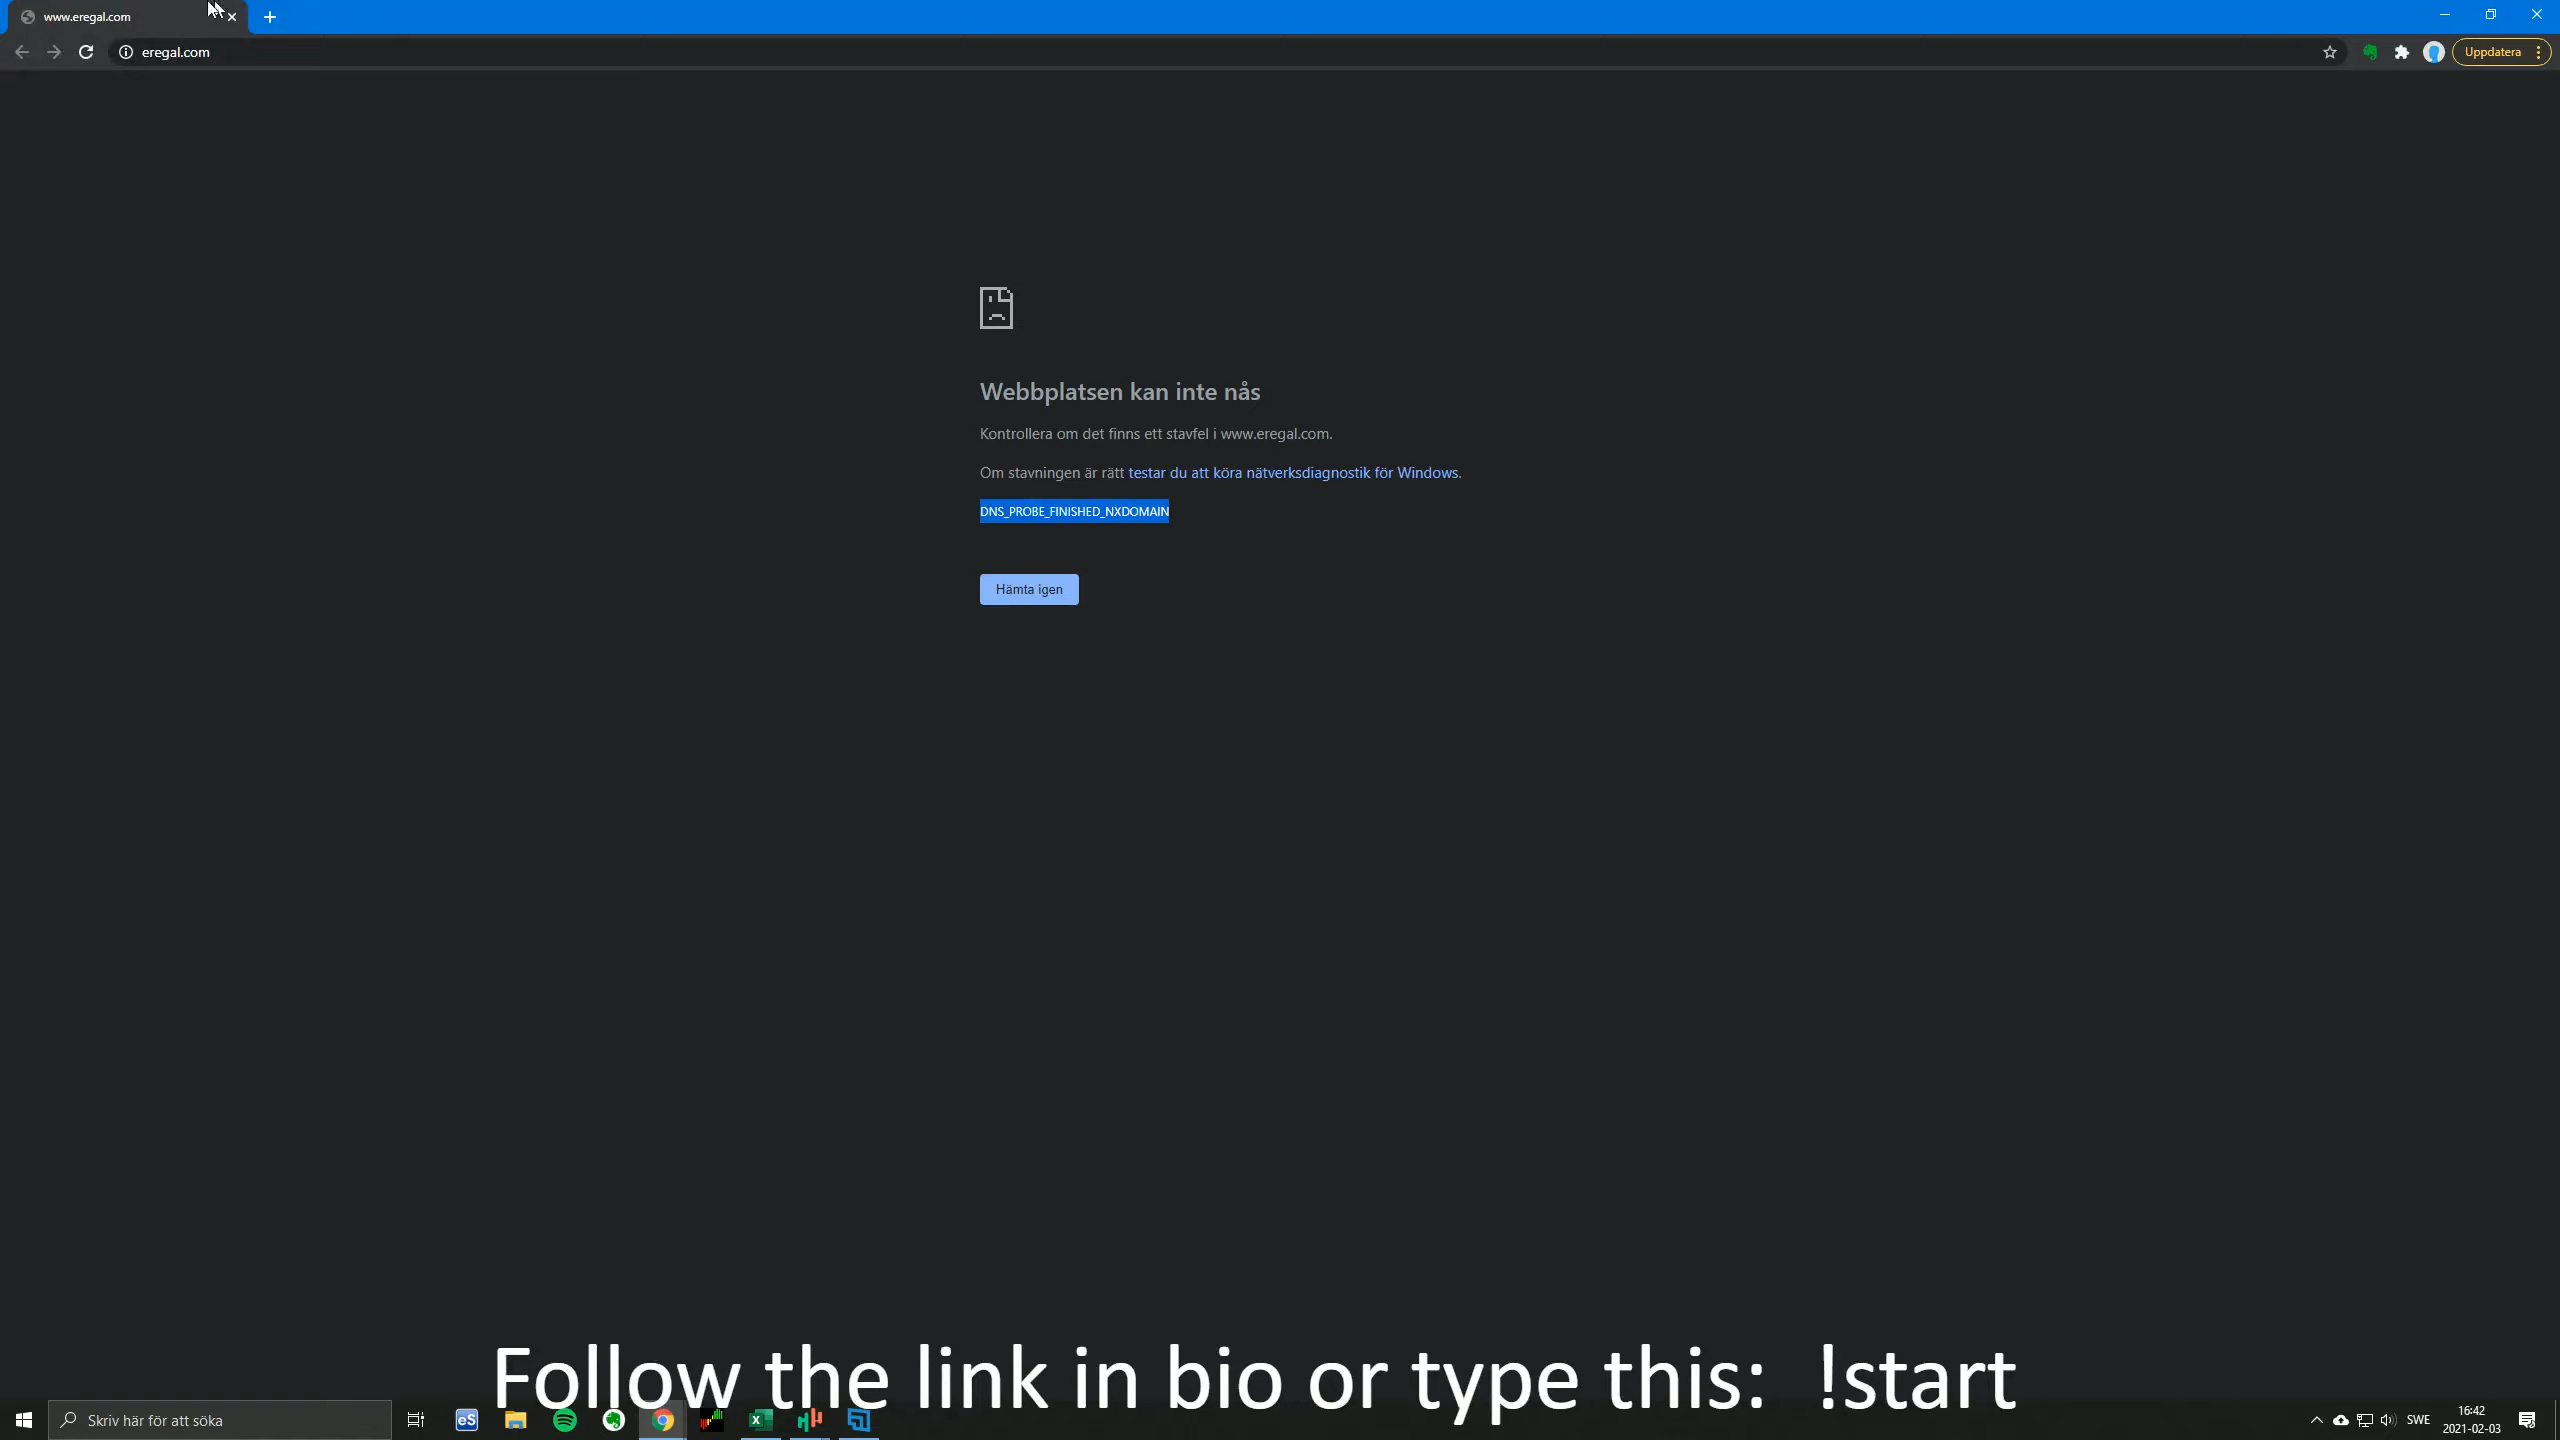 www.eregal.com
eregal.com
Uppdatera
Webbplatsen kan inte nås
Kontrollera om det finns ett stavfel i www.eregal.com.
Om stavningen är rätt testar du att köra nätverksdiagnostik för Windows.
DNS_PROBE_FINISHED_NXDOMAIN
Hämta igen
Follow the link in bio or type this: !start
Skriv här för att söka
eS
SWE
16:42
2021-02-03